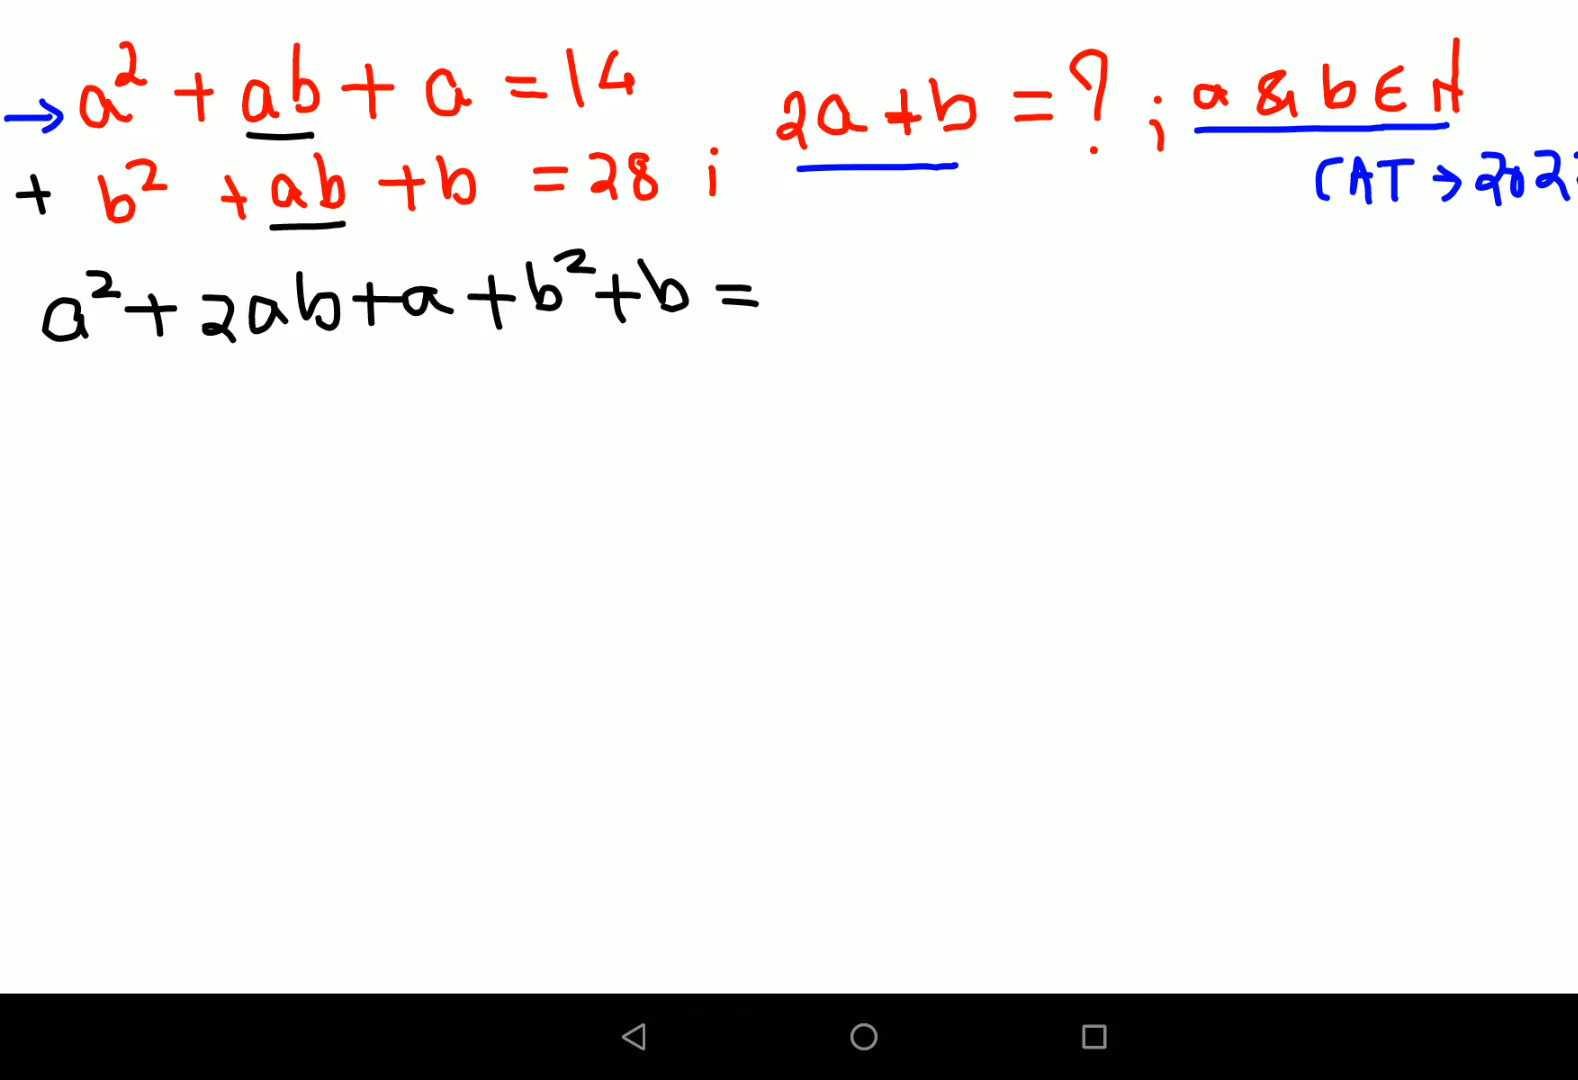 → a² + ab + a = 14
2a + b = ? ; a & b ∈ N
+ b² + ab + b = 28 ;
CAT → 202
a² + 2ab + a + b² + b =